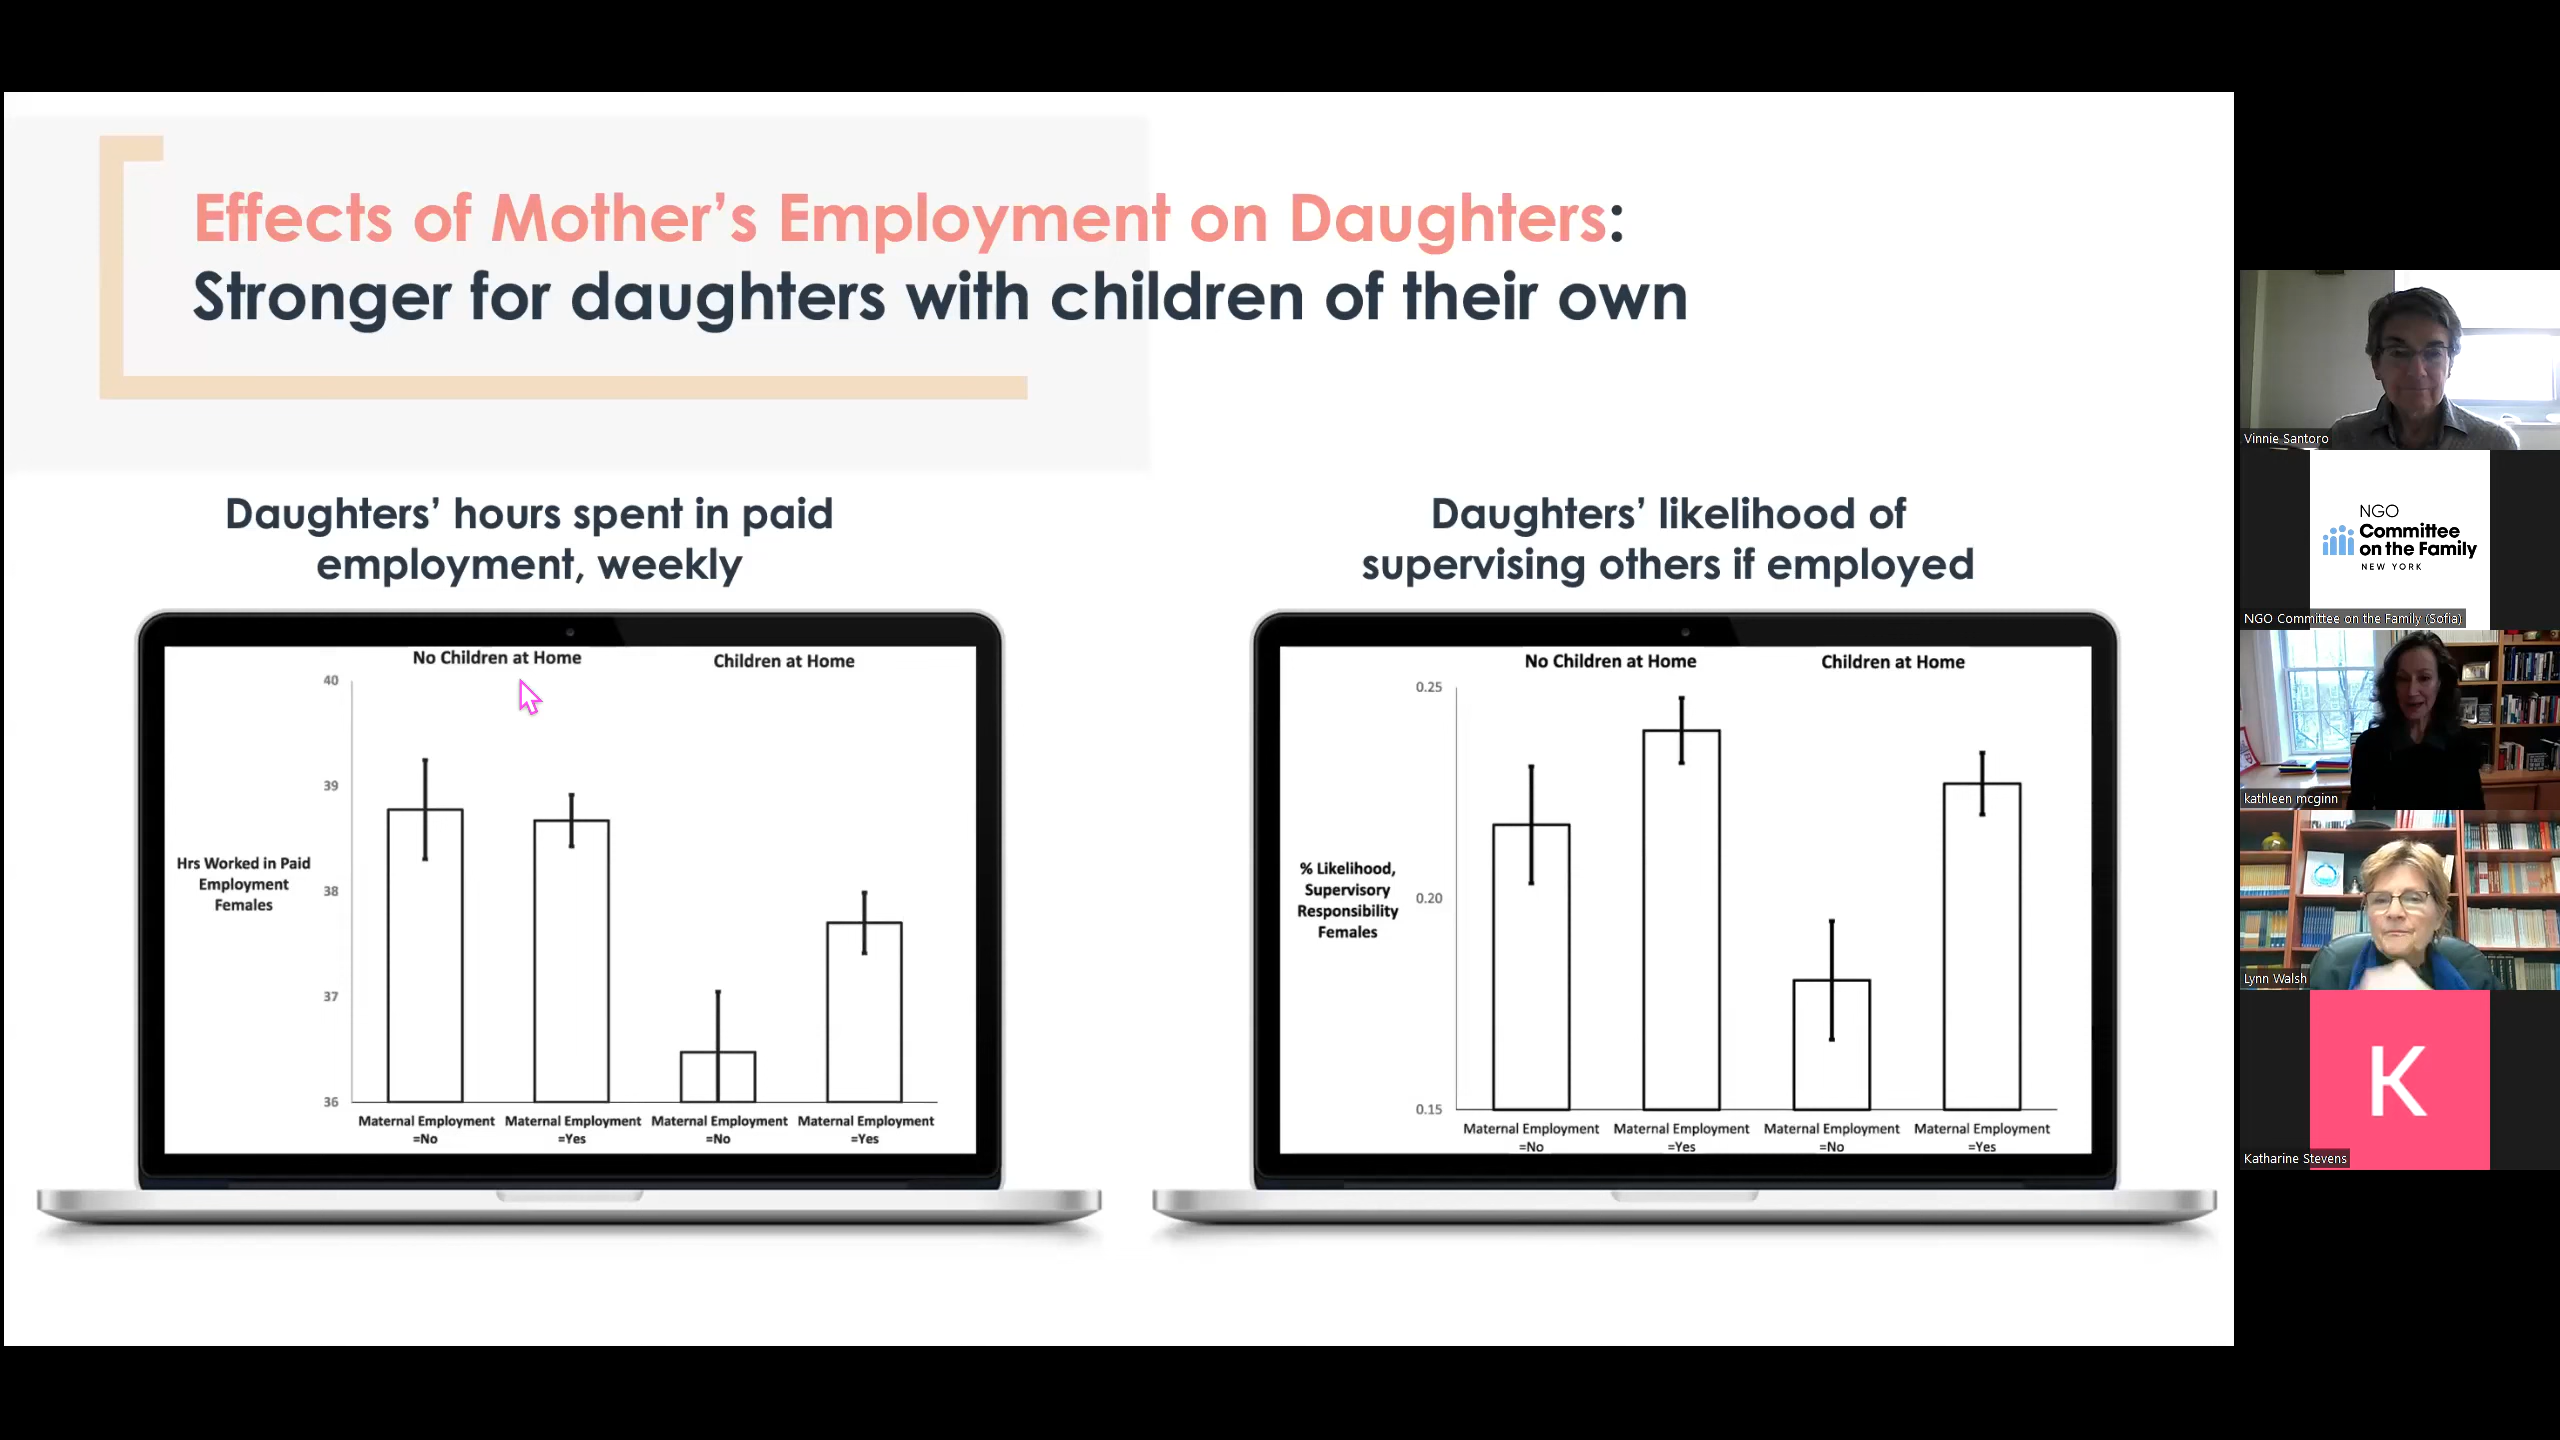 Effects of Mother's Employment on Daughters:
Stronger for daughters with children of their own
Daughters' hours spent in paid
employment, weekly
No Children at Home
Children at Home
40
39
38
37
36
Hrs Worked in Paid
Employment
Females
Maternal Employment
=No
Maternal Employment
=Yes
Maternal Employment
=No
Maternal Employment
=Yes
Daughters' likelihood of
supervising others if employed
No Children at Home
Children at Home
0.25
0.20
0.15
% Likelihood,
Supervisory
Responsibility
Females
Maternal Employment
=No
Maternal Employment
=Yes
Maternal Employment
=No
Maternal Employment
=Yes
Vinnie Santoro
NGO
Committee
on the Family
NEW YORK
NGO Committee on the Family (Sofia)
kathleen mcginn
Lynn Walsh
K
Katharine Stevens